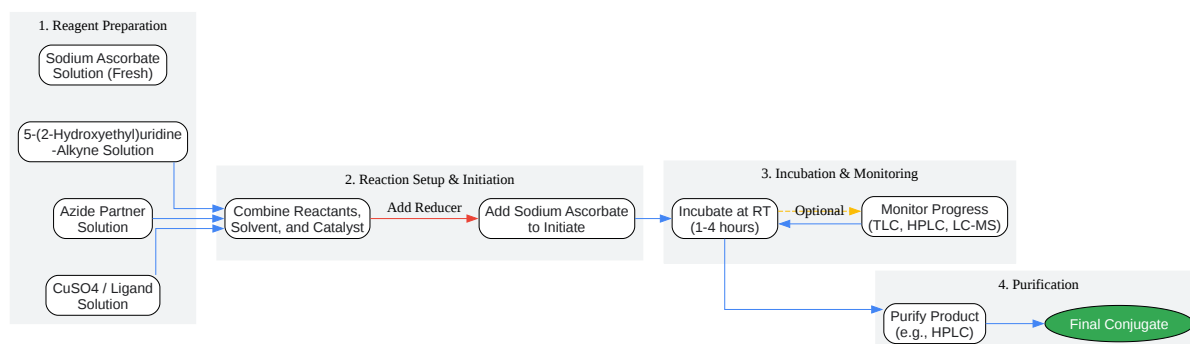 1. Reagent Preparation
Sodium Ascorbate
Solution (Fresh)
5-(2-Hydroxyethyl)uridine
-Alkyne Solution
Azide Partner
Solution
CuSO4 / Ligand
Solution
2. Reaction Setup & Initiation
Combine Reactants,
Solvent, and Catalyst
Add Reducer
Add Sodium Ascorbate
to Initiate
3. Incubation & Monitoring
Incubate at RT
(1-4 hours)
Optional
Monitor Progress
(TLC, HPLC, LC-MS)
4. Purification
Purify Product
(e.g., HPLC)
Final Conjugate